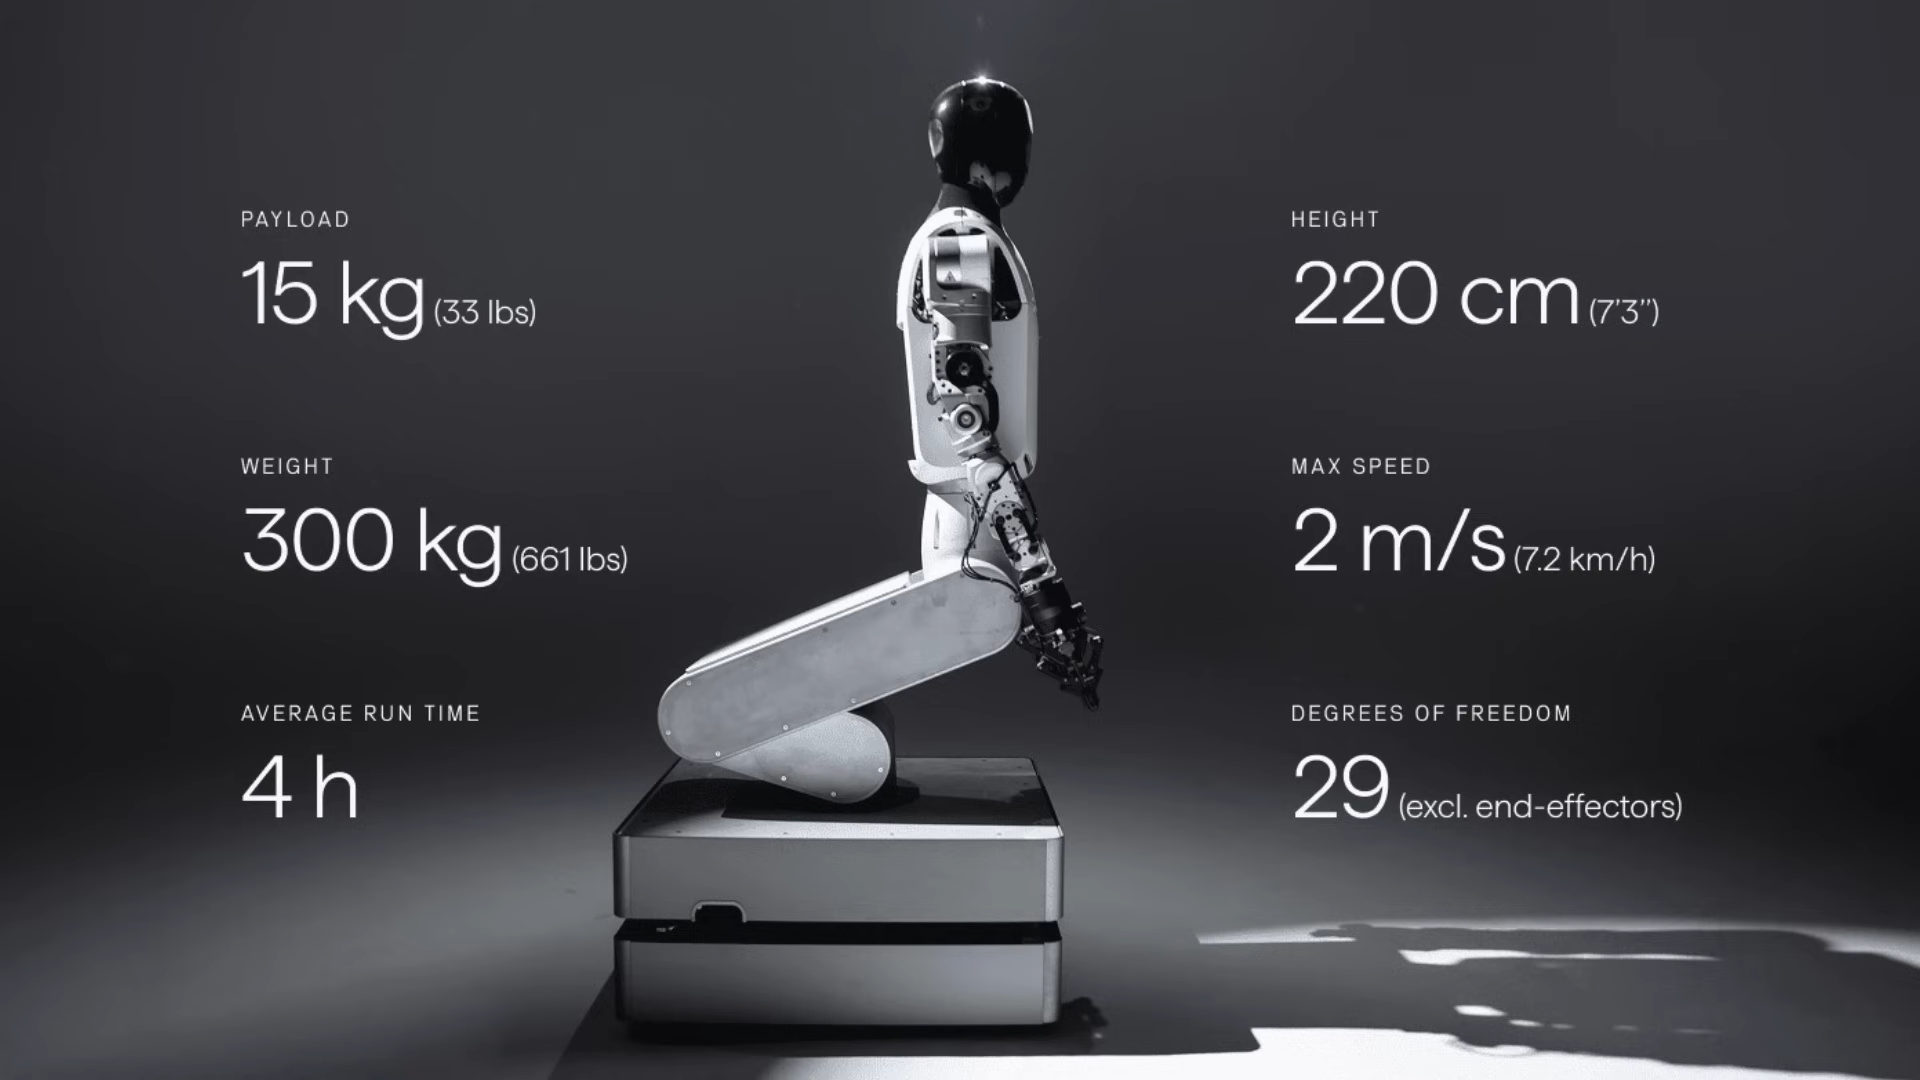 PAYLOAD
15 kg (33 lbs)
WEIGHT
300 kg (661 lbs)
AVERAGE RUN TIME
4 h
HEIGHT
220 cm (7'3")
MAX SPEED
2 m/s (7.2 km/h)
DEGREES OF FREEDOM
29 (excl. end-effectors)